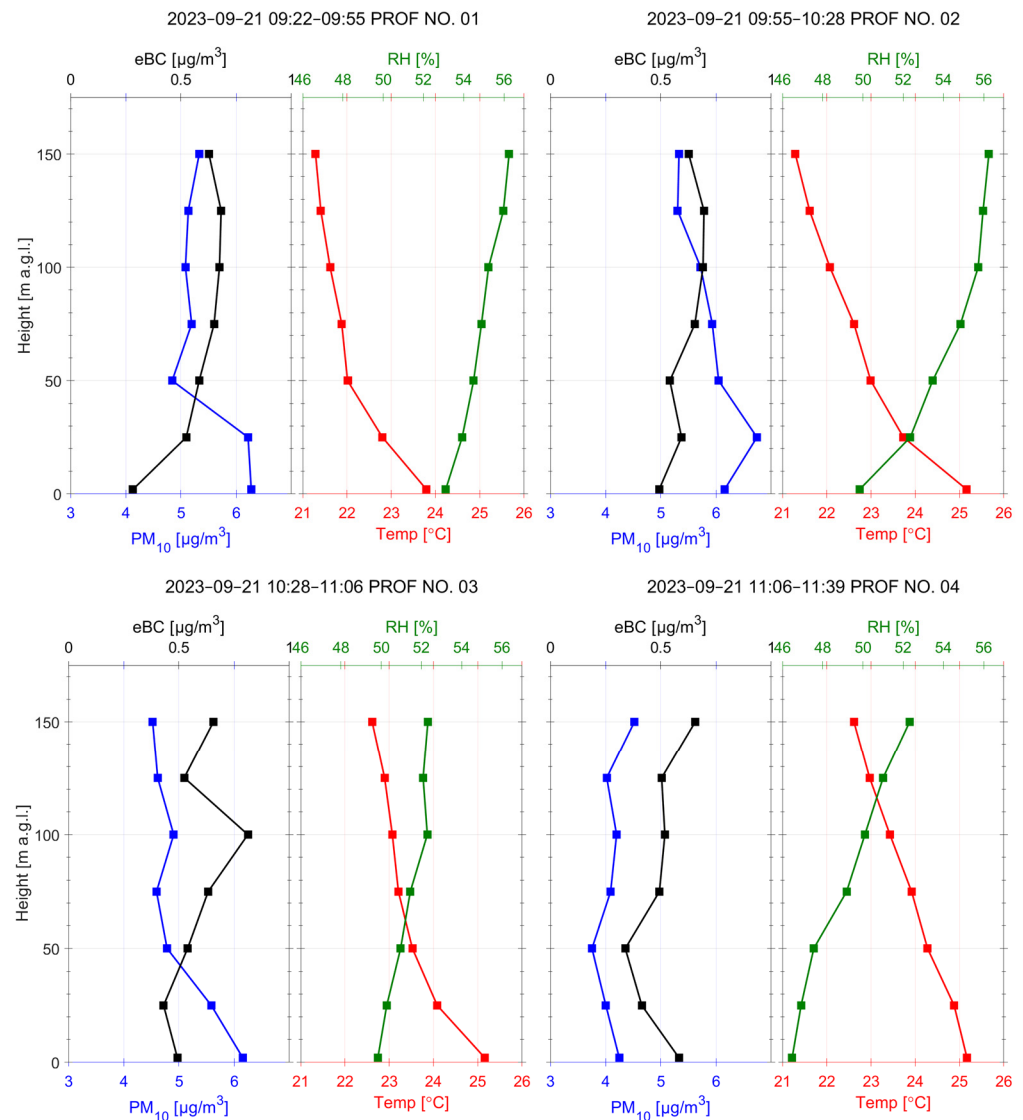 2023-09-21 09:22-09:55 PROF NO. 01
2023-09-21 09:55-10:28 PROF NO. 02
eBC [µg/m³]
RH [%]
eBC [µg/m³]
RH [%]
0 0.5 1 46 48 50 52 54 56
0 0.5 1 46 48 50 52 54 56
150
100
50
0
Height [m a.g.l.]
3 4 5 6 21 22 23 24 25 26
3 4 5 6 21 22 23 24 25 26
PM₁₀ [µg/m³]
Temp [°C]
PM₁₀ [µg/m³]
Temp [°C]
2023-09-21 10:28-11:06 PROF NO. 03
2023-09-21 11:06-11:39 PROF NO. 04
eBC [µg/m³]
RH [%]
eBC [µg/m³]
RH [%]
0 0.5 1 46 48 50 52 54 56
0 0.5 1 46 48 50 52 54 56
150
100
50
0
Height [m a.g.l.]
3 4 5 6 21 22 23 24 25 26
3 4 5 6 21 22 23 24 25 26
PM₁₀ [µg/m³]
Temp [°C]
PM₁₀ [µg/m³]
Temp [°C]